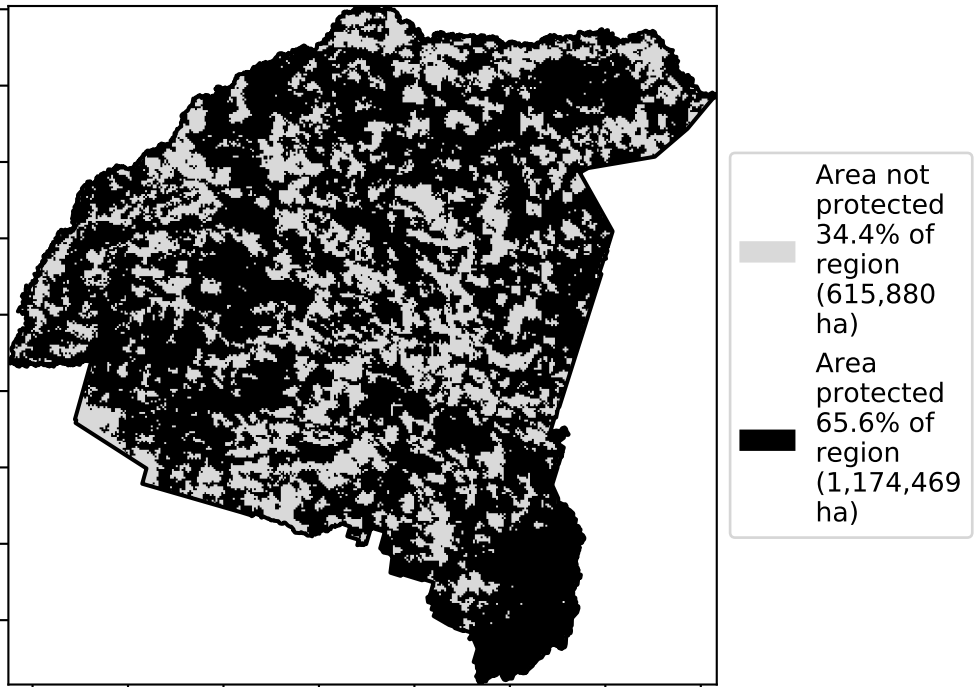 Area not
protected
34.4% of
region
(615,880
ha)
Area
protected
65.6% of
region
(1,174,469
ha)